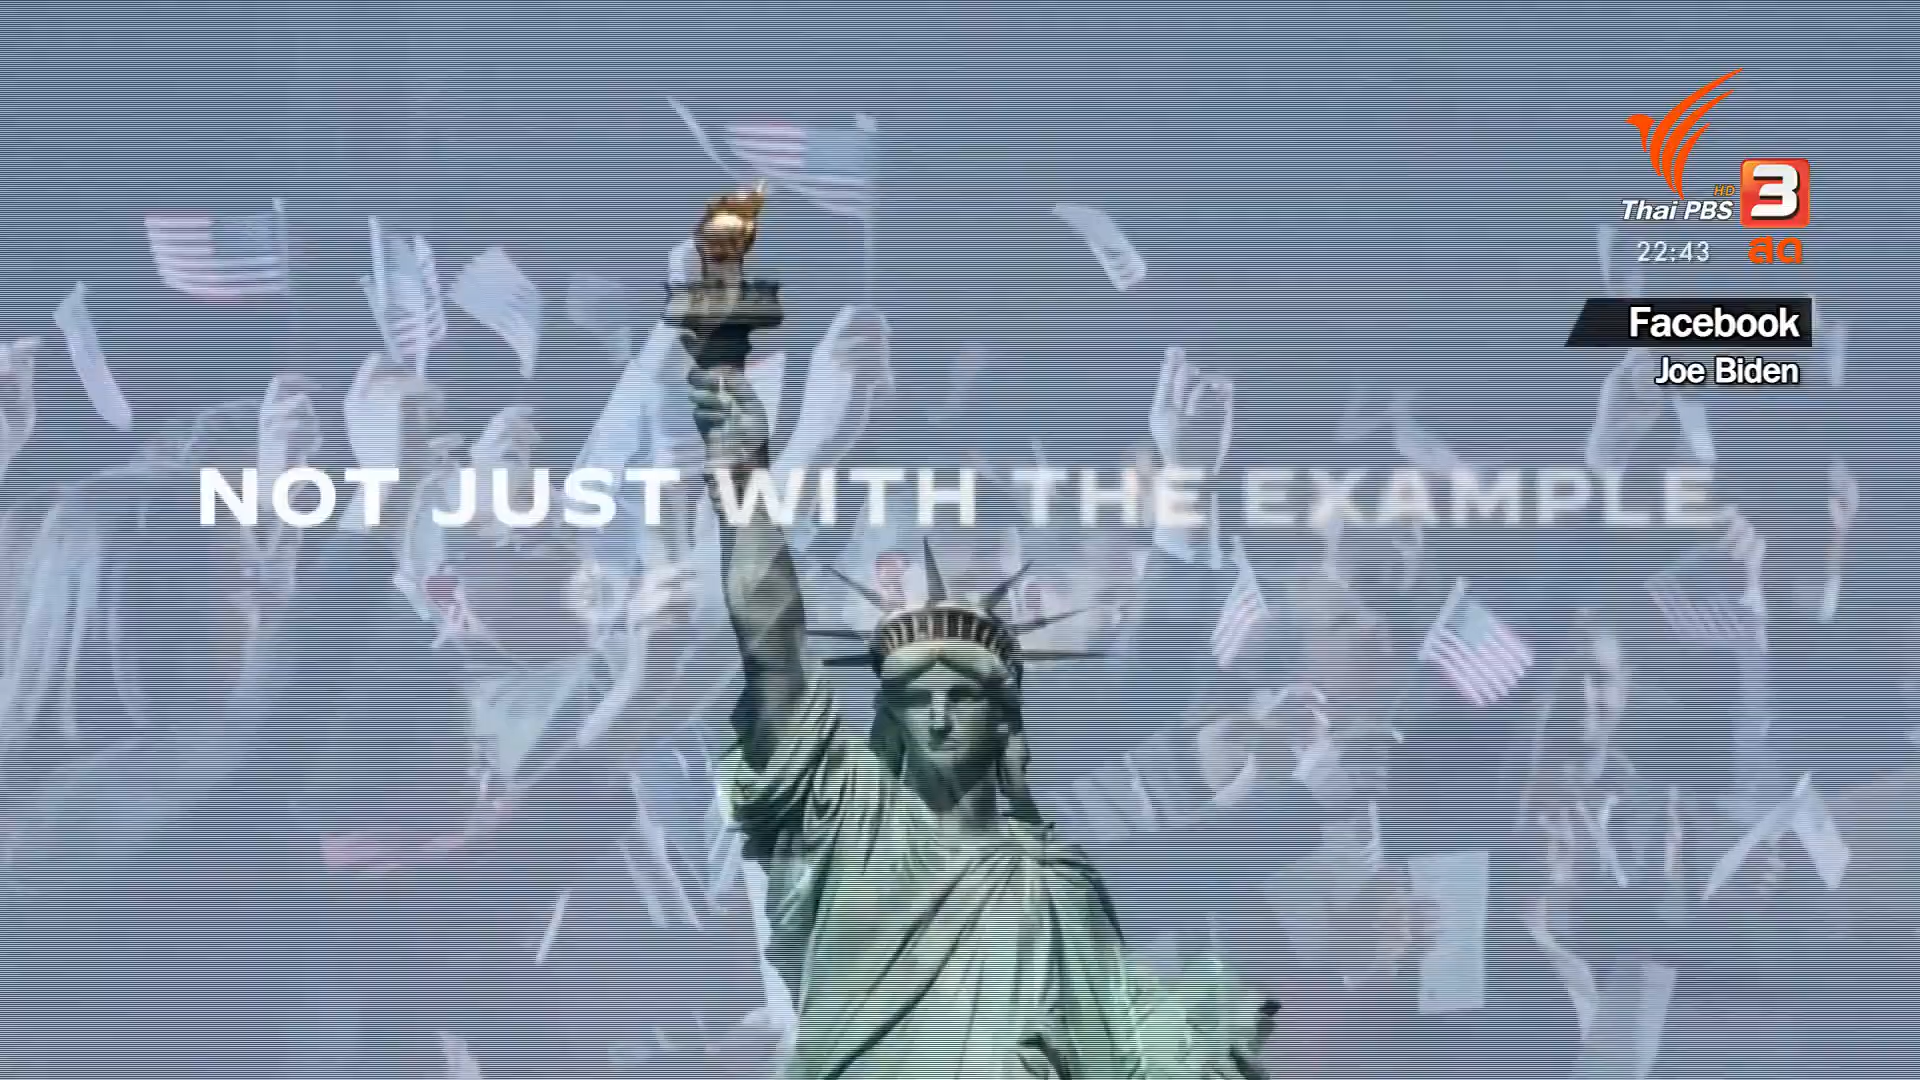 HD
Thai PBS 3
22:43 สด
Facebook
Joe Biden
NOT JUST WITH THE EXAMPLE